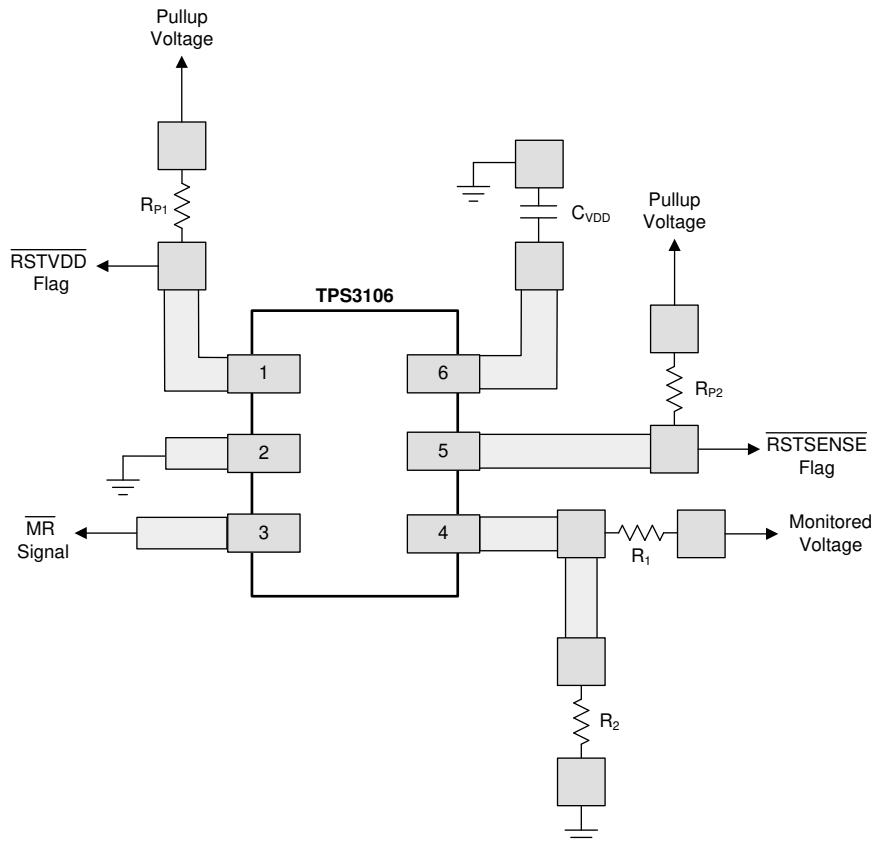 Pullup
Voltage
R_P1
RSTVDD
Flag
TPS3106
C_VDD
Pullup
Voltage
R_P2
RSTSENSE
Flag
1
2
3
6
5
4
MR
Signal
R_1
Monitored
Voltage
R_2